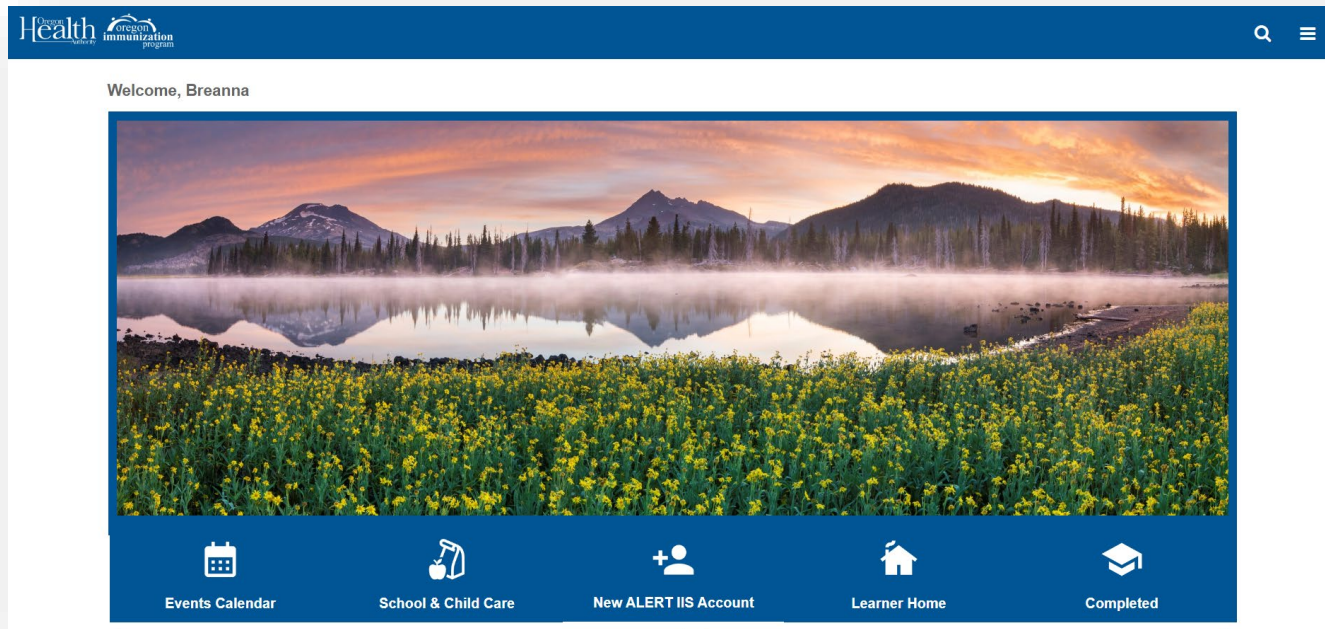 Oregon
Health
Authority
oregon
immunization
program
Welcome, Breanna
Events Calendar
School & Child Care
New ALERT IIS Account
Learner Home
Completed